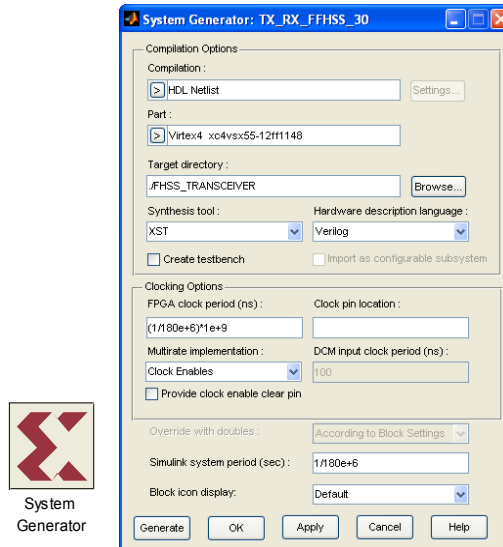 System Generator: TX_RX_FFHSS_30
Compilation Options
Compilation :
> HDL Netlist Settings...
Part :
> Virtex4 xc4vsx55-12ff1148
Target directory :
./FHSS_TRANSCEIVER Browse...
Synthesis tool : Hardware description language :
XST Verilog
Create testbench Import as configurable subsystem
Clocking Options
FPGA clock period (ns) : Clock pin location :
(1/180e+6)*1e+9
Multirate implementation : DCM input clock period (ns) :
Clock Enables 100
Provide clock enable clear pin
Override with doubles : According to Block Settings
Simulink system period (sec) : 1/180e+6
Block icon display: Default
Generate OK Apply Cancel Help
System
Generator